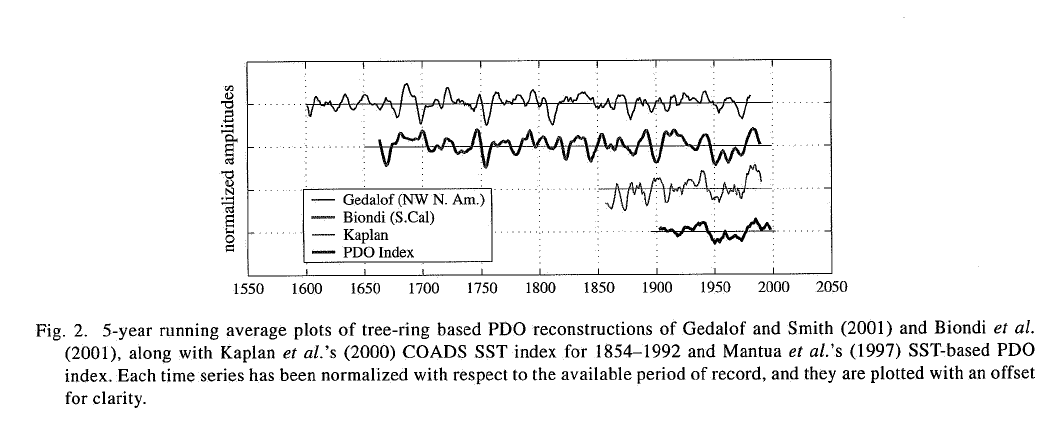 normalized amplitudes
Gedalof (NW N. Am.)
Biondi (S.Cal)
Kaplan
PDO Index
1550 1600 1650 1700 1750 1800 1850 1900 1950 2000 2050
Fig. 2. 5-year running average plots of tree-ring based PDO reconstructions of Gedalof and Smith (2001) and Biondi et al.
(2001), along with Kaplan et al.'s (2000) COADS SST index for 1854–1992 and Mantua et al.'s (1997) SST-based PDO
index. Each time series has been normalized with respect to the available period of record, and they are plotted with an offset
for clarity.